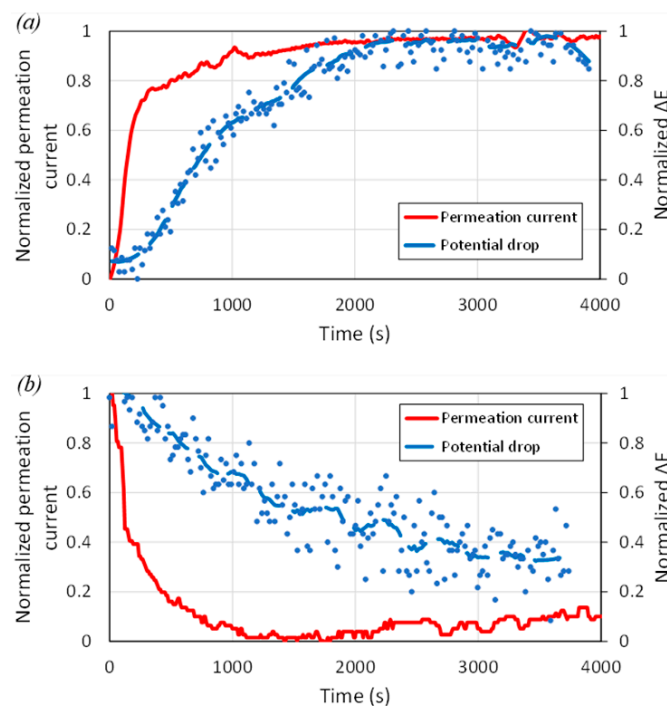 (a)
Normalized permeation
current
1
0.8
0.6
0.4
0.2
0
1
0.8
0.6
0.4
0.2
0
Normalized ΔE
Permeation current
Potential drop
0 1000 2000 3000 4000
Time (s)
(b)
Normalized permeation
current
1
0.8
0.6
0.4
0.2
0
1
0.8
0.6
0.4
0.2
0
Normalized ΔE
Permeation current
Potential drop
0 1000 2000 3000 4000
Time (s)